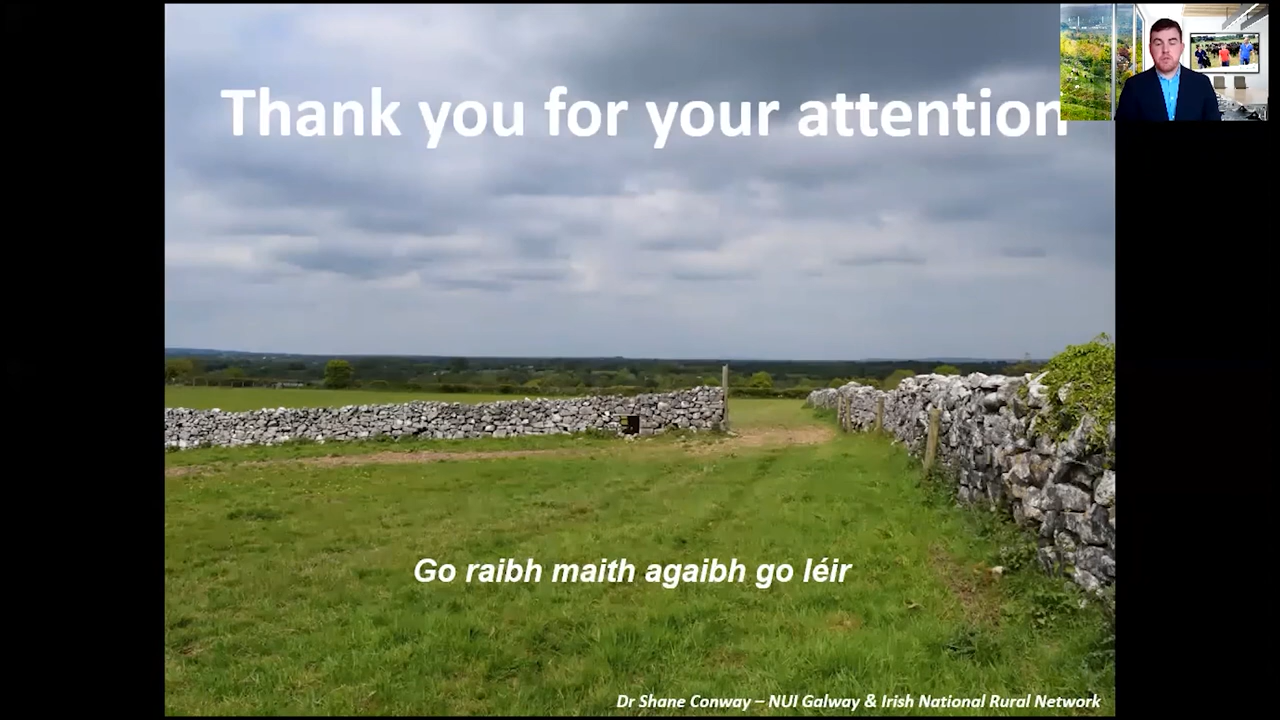 Thank you for your attention
Go raibh maith agaibh go léir
Dr Shane Conway – NUI Galway & Irish National Rural Network